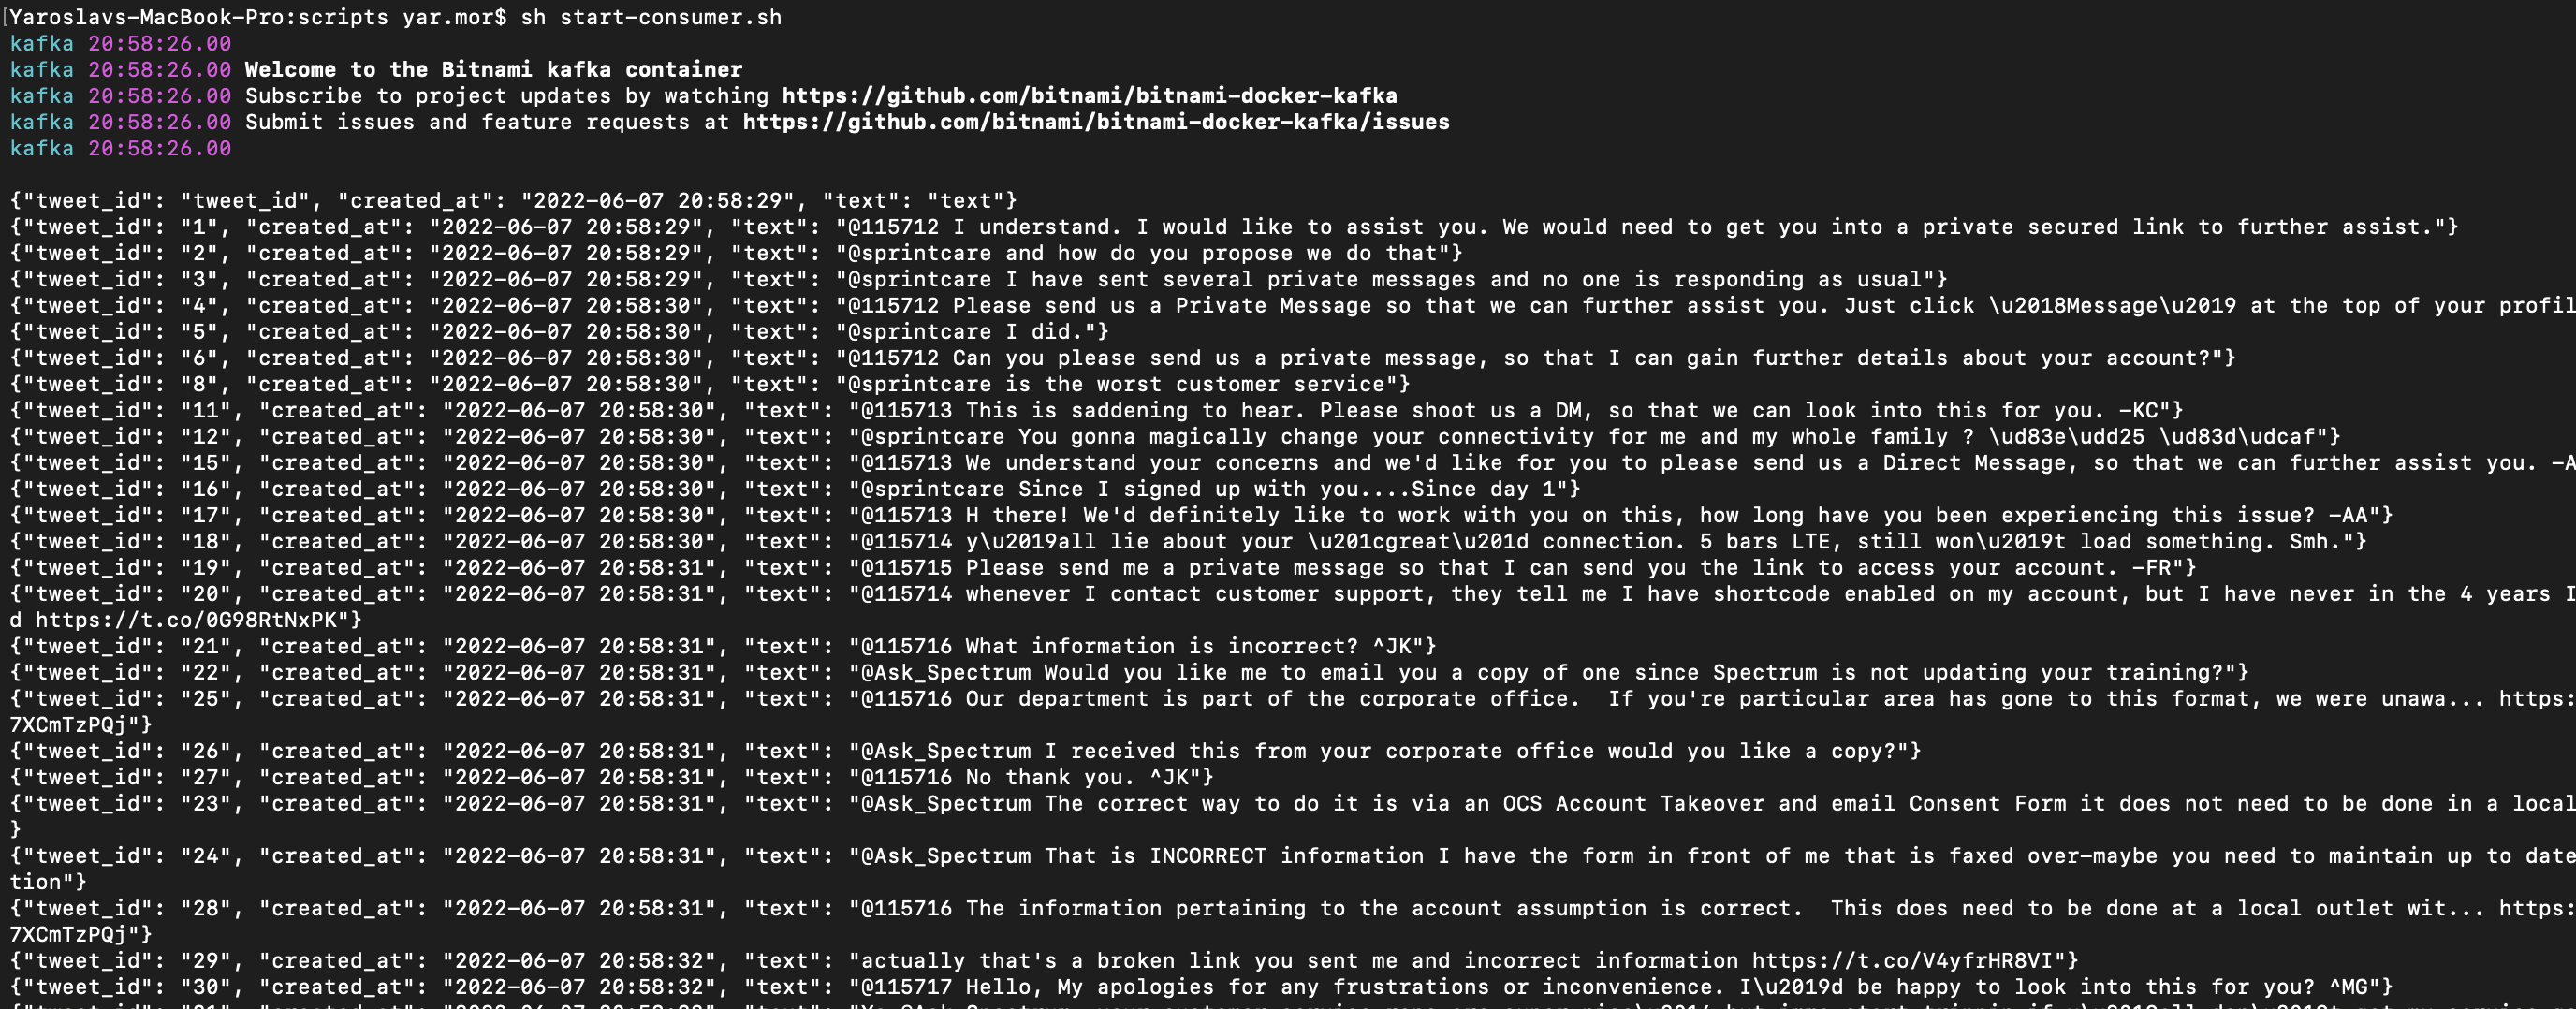 [Yaroslavs-MacBook-Pro:scripts yar.mor$ sh start-consumer.sh
kafka 20:58:26.00
kafka 20:58:26.00 Welcome to the Bitnami kafka container
kafka 20:58:26.00 Subscribe to project updates by watching https://github.com/bitnami/bitnami-docker-kafka
kafka 20:58:26.00 Submit issues and feature requests at https://github.com/bitnami/bitnami-docker-kafka/issues
kafka 20:58:26.00
{"tweet_id": "tweet_id", "created_at": "2022-06-07 20:58:29", "text": "text"}
{"tweet_id": "1", "created_at": "2022-06-07 20:58:29", "text": "@115712 I understand. I would like to assist you. We would need to get you into a private secured link to further assist."}
{"tweet_id": "2", "created_at": "2022-06-07 20:58:29", "text": "@sprintcare and how do you propose we do that"}
{"tweet_id": "3", "created_at": "2022-06-07 20:58:29", "text": "@sprintcare I have sent several private messages and no one is responding as usual"}
{"tweet_id": "4", "created_at": "2022-06-07 20:58:30", "text": "@115712 Please send us a Private Message so that we can further assist you. Just click \u2018Message\u2019 at the top of your profil
{"tweet_id": "5", "created_at": "2022-06-07 20:58:30", "text": "@sprintcare I did."}
{"tweet_id": "6", "created_at": "2022-06-07 20:58:30", "text": "@115712 Can you please send us a private message, so that I can gain further details about your account?"}
{"tweet_id": "8", "created_at": "2022-06-07 20:58:30", "text": "@sprintcare is the worst customer service"}
{"tweet_id": "11", "created_at": "2022-06-07 20:58:30", "text": "@115713 This is saddening to hear. Please shoot us a DM, so that we can look into this for you. -KC"}
{"tweet_id": "12", "created_at": "2022-06-07 20:58:30", "text": "@sprintcare You gonna magically change your connectivity for me and my whole family ? \ud83e\udd25 \ud83d\udcaf"}
{"tweet_id": "15", "created_at": "2022-06-07 20:58:30", "text": "@115713 We understand your concerns and we'd like for you to please send us a Direct Message, so that we can further assist you. -A
{"tweet_id": "16", "created_at": "2022-06-07 20:58:30", "text": "@sprintcare Since I signed up with you....Since day 1"}
{"tweet_id": "17", "created_at": "2022-06-07 20:58:30", "text": "@115713 H there! We'd definitely like to work with you on this, how long have you been experiencing this issue? -AA"}
{"tweet_id": "18", "created_at": "2022-06-07 20:58:30", "text": "@115714 y\u2019all lie about your \u201cgreat\u201d connection. 5 bars LTE, still won\u2019t load something. Smh."}
{"tweet_id": "19", "created_at": "2022-06-07 20:58:31", "text": "@115715 Please send me a private message so that I can send you the link to access your account. -FR"}
{"tweet_id": "20", "created_at": "2022-06-07 20:58:31", "text": "@115714 whenever I contact customer support, they tell me I have shortcode enabled on my account, but I have never in the 4 years I
d https://t.co/0G98RtNxPK"}
{"tweet_id": "21", "created_at": "2022-06-07 20:58:31", "text": "@115716 What information is incorrect? ^JK"}
{"tweet_id": "22", "created_at": "2022-06-07 20:58:31", "text": "@Ask_Spectrum Would you like me to email you a copy of one since Spectrum is not updating your training?"}
{"tweet_id": "25", "created_at": "2022-06-07 20:58:31", "text": "@115716 Our department is part of the corporate office.  If you're particular area has gone to this format, we were unawa... https:
7XCmTzPQj"}
{"tweet_id": "26", "created_at": "2022-06-07 20:58:31", "text": "@Ask_Spectrum I received this from your corporate office would you like a copy?"}
{"tweet_id": "27", "created_at": "2022-06-07 20:58:31", "text": "@115716 No thank you. ^JK"}
{"tweet_id": "23", "created_at": "2022-06-07 20:58:31", "text": "@Ask_Spectrum The correct way to do it is via an OCS Account Takeover and email Consent Form it does not need to be done in a local
}
{"tweet_id": "24", "created_at": "2022-06-07 20:58:31", "text": "@Ask_Spectrum That is INCORRECT information I have the form in front of me that is faxed over-maybe you need to maintain up to date
tion"}
{"tweet_id": "28", "created_at": "2022-06-07 20:58:31", "text": "@115716 The information pertaining to the account assumption is correct.  This does need to be done at a local outlet wit... https:
7XCmTzPQj"}
{"tweet_id": "29", "created_at": "2022-06-07 20:58:32", "text": "actually that's a broken link you sent me and incorrect information https://t.co/V4yfrHR8VI"}
{"tweet_id": "30", "created_at": "2022-06-07 20:58:32", "text": "@115717 Hello, My apologies for any frustrations or inconvenience. I\u2019d be happy to look into this for you? ^MG"}